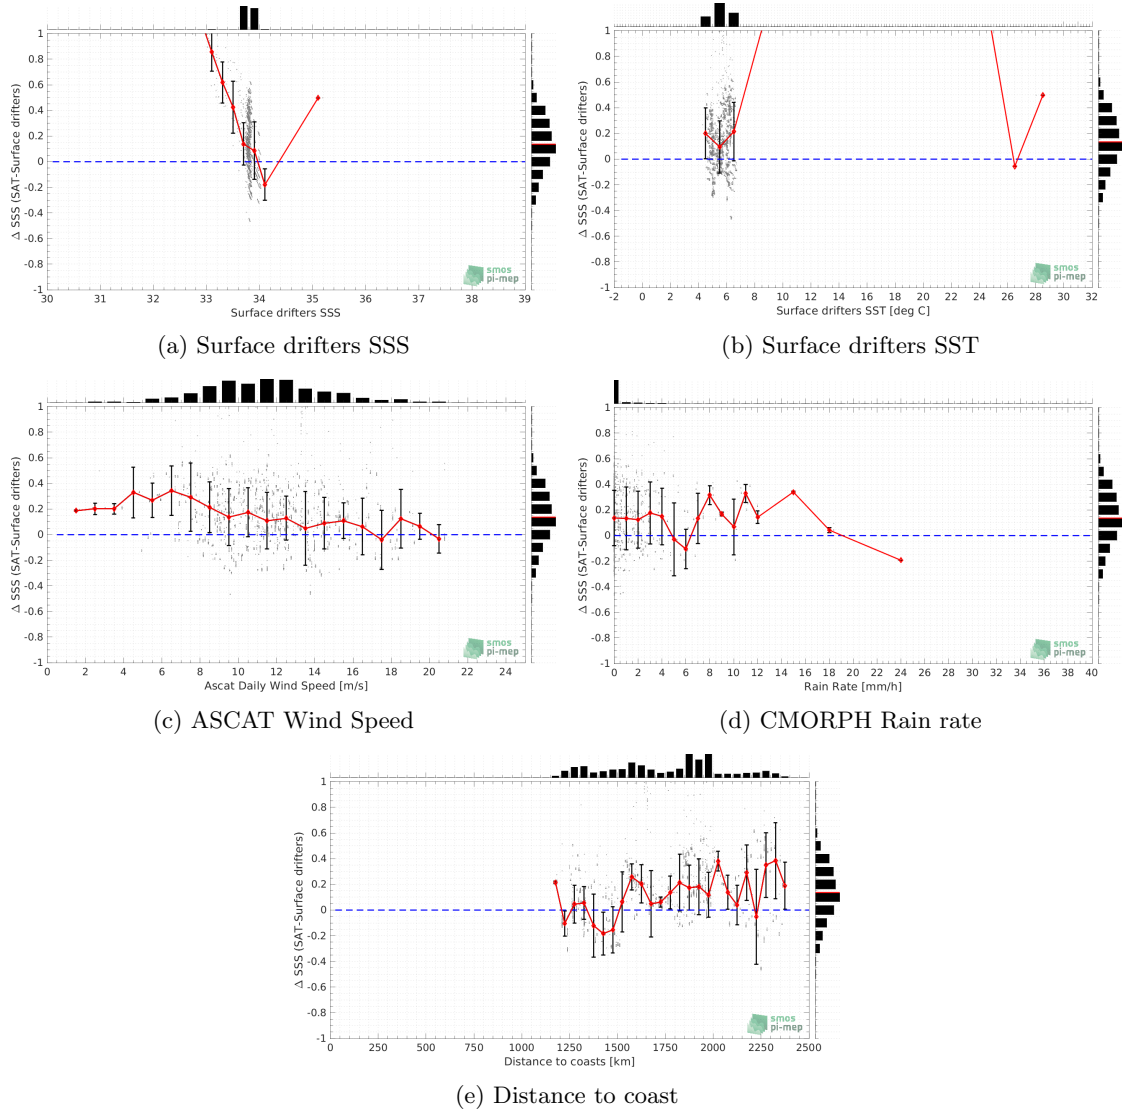 1
0.8
0.6
0.4
0.2
0
-0.2
-0.4
-0.6
-0.8
-1
Δ SSS (SAT-Surface drifters)
30 31 32 33 34 35 36 37 38 39
Surface drifters SSS
smos
pi-mep
(a) Surface drifters SSS
1
0.8
0.6
0.4
0.2
0
-0.2
-0.4
-0.6
-0.8
-1
Δ SSS (SAT-Surface drifters)
-2 0 2 4 6 8 10 12 14 16 18 20 22 24 26 28 30 32
Surface drifters SST [deg C]
smos
pi-mep
(b) Surface drifters SST
1
0.8
0.6
0.4
0.2
0
-0.2
-0.4
-0.6
-0.8
-1
Δ SSS (SAT-Surface drifters)
0 2 4 6 8 10 12 14 16 18 20 22 24
Ascat Daily Wind Speed [m/s]
smos
pi-mep
(c) ASCAT Wind Speed
1
0.8
0.6
0.4
0.2
0
-0.2
-0.4
-0.6
-0.8
-1
Δ SSS (SAT-Surface drifters)
0 2 4 6 8 10 12 14 16 18 20 22 24 26 28 30 32 34 36 38 40
Rain Rate [mm/h]
smos
pi-mep
(d) CMORPH Rain rate
1
0.8
0.6
0.4
0.2
0
-0.2
-0.4
-0.6
-0.8
-1
Δ SSS (SAT-Surface drifters)
0 250 500 750 1000 1250 1500 1750 2000 2250 2500
Distance to coasts [km]
smos
pi-mep
(e) Distance to coast